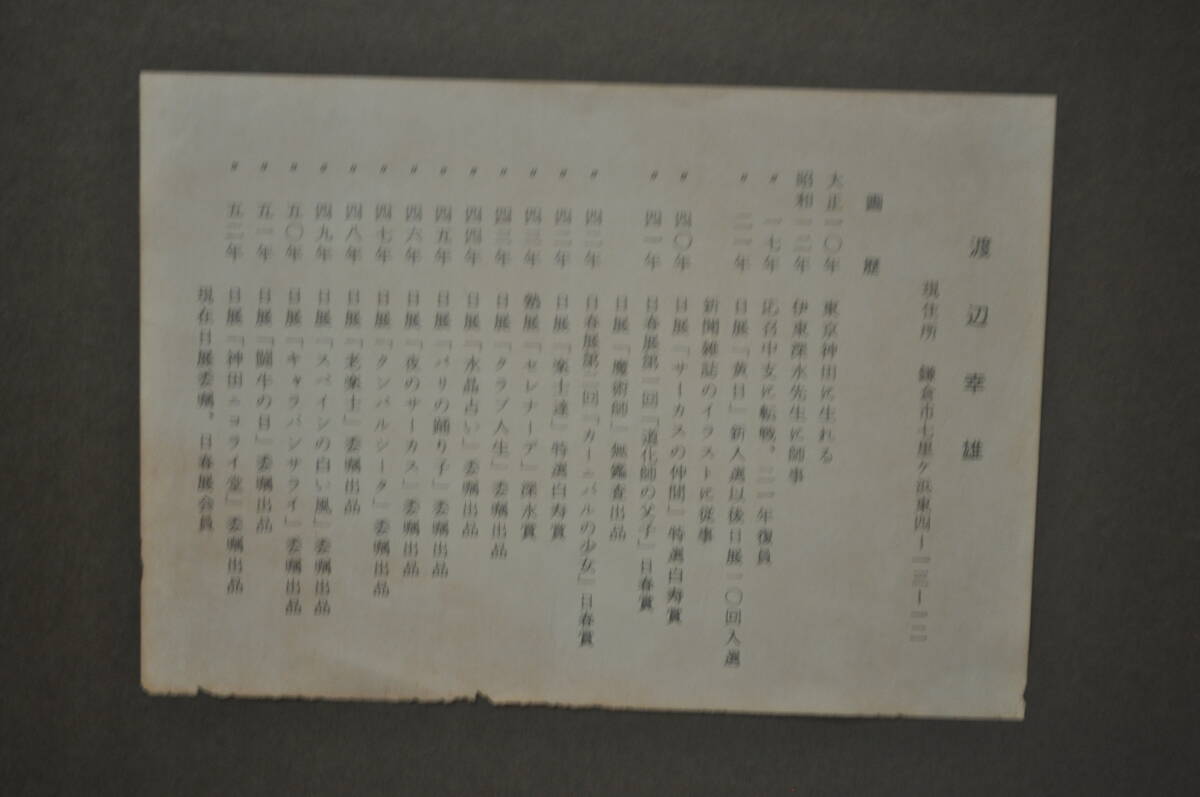 渡辺幸雄
現住所 鎌倉市七里ケ浜東四ー一三ー一二
画歴
大正一〇年 東京神田に生れる
昭和一二年 伊東深水先生に師事
〃 一七年 応召中支に転戦、二一年復員
〃 二一年 日展「黄日」新入選以後日展一〇回入選
新聞雑誌のイラストに従事
〃 四〇年 日展「サーカスの仲間」特選白寿賞
〃 四一年 日春展第一回「道化師の父子」日春賞
日展「魔術師」無鑑査出品
〃 四二年 日春展第二回「カーニバルの少女」日春賞
〃 四二年 日展「楽士達」特選白寿賞
〃 四三年 塾展「セレナーデ」深水賞
〃 四三年 日展「クラブ人生」委嘱出品
〃 四四年 日展「水晶占い」委嘱出品
〃 四五年 日展「パリの踊り子」委嘱出品
〃 四六年 日展「夜のサーカス」委嘱出品
〃 四七年 日展「クンパルシータ」委嘱出品
〃 四八年 日展「老楽士」委嘱出品
〃 四九年 日展「スペインの白い風」委嘱出品
〃 五〇年 日展「キャラバンサライ」委嘱出品
〃 五一年 日展「闘牛の日」委嘱出品
〃 五二年 日展「神田ニコライ堂」委嘱出品
現在日展委嘱、日春展会員